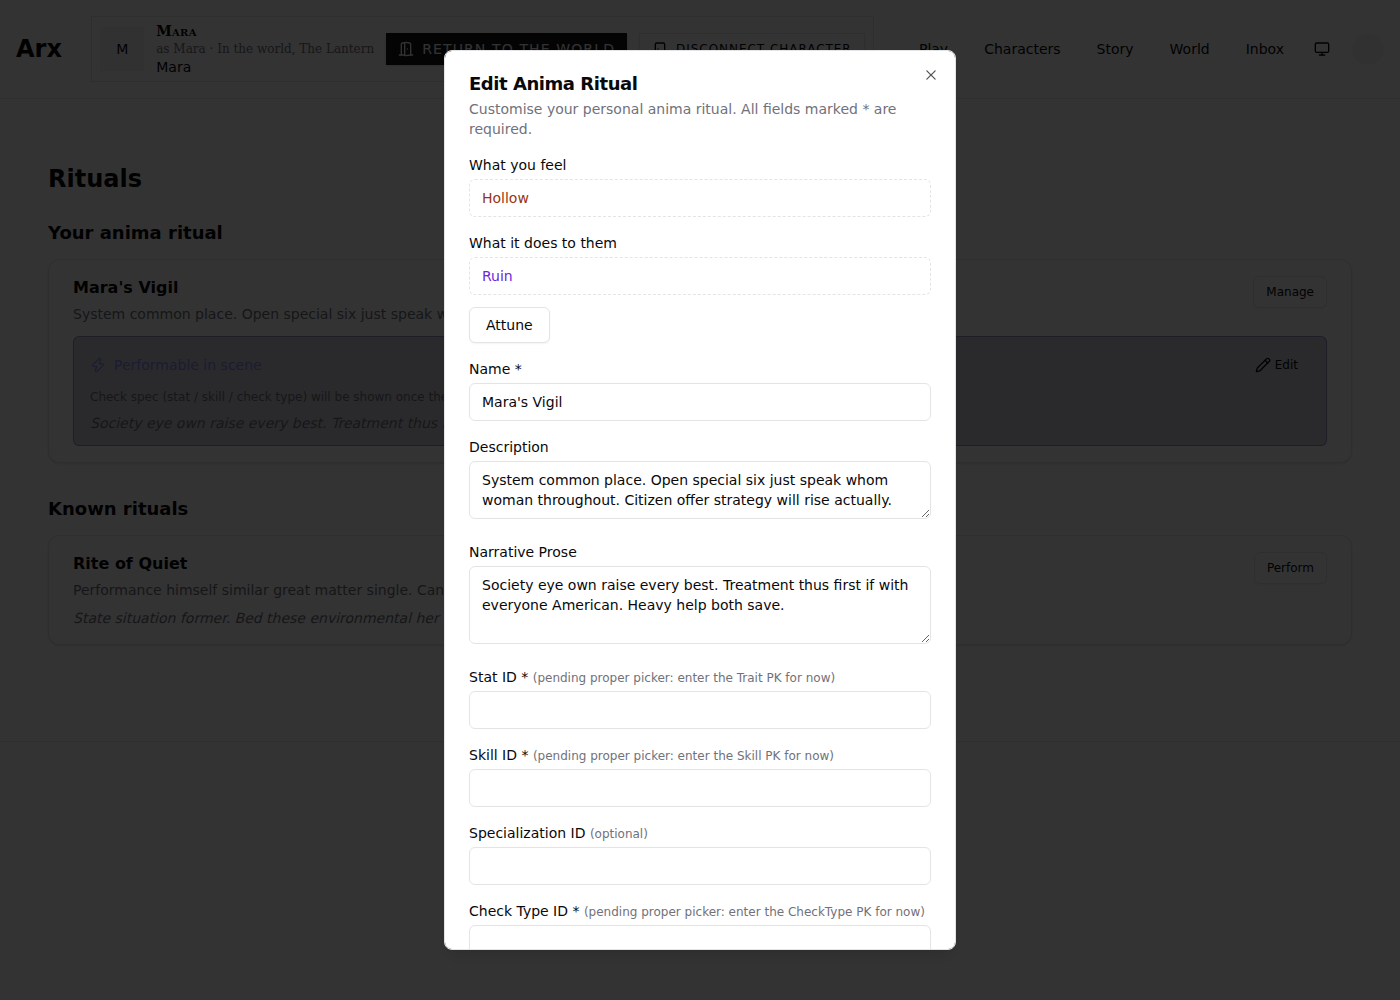 Arx
M
Mara
as Mara · In the world, The Lantern
Mara
RETURN TO THE WORLD
DISCONNECT CHARACTER
Play
Characters
Story
World
Inbox
Rituals
Your anima ritual
Mara's Vigil
System common place. Open special six just speak
Manage
Performable in scene
Edit
Check spec (stat / skill / check type) will be shown once
Society eye own raise every best. Treatment thus
Known rituals
Rite of Quiet
Performance himself similar great matter single.
Perform
State situation former. Bed these environmental her
Edit Anima Ritual
Customise your personal anima ritual. All fields marked * are
required.
What you feel
Hollow
What it does to them
Ruin
Attune
Name *
Mara's Vigil
Description
System common place. Open special six just speak whom
woman throughout. Citizen offer strategy will rise actually.
Narrative Prose
Society eye own raise every best. Treatment thus first if with
everyone American. Heavy help both save.
Stat ID * (pending proper picker: enter the Trait PK for now)
Skill ID * (pending proper picker: enter the Skill PK for now)
Specialization ID (optional)
Check Type ID * (pending proper picker: enter the CheckType PK for now)